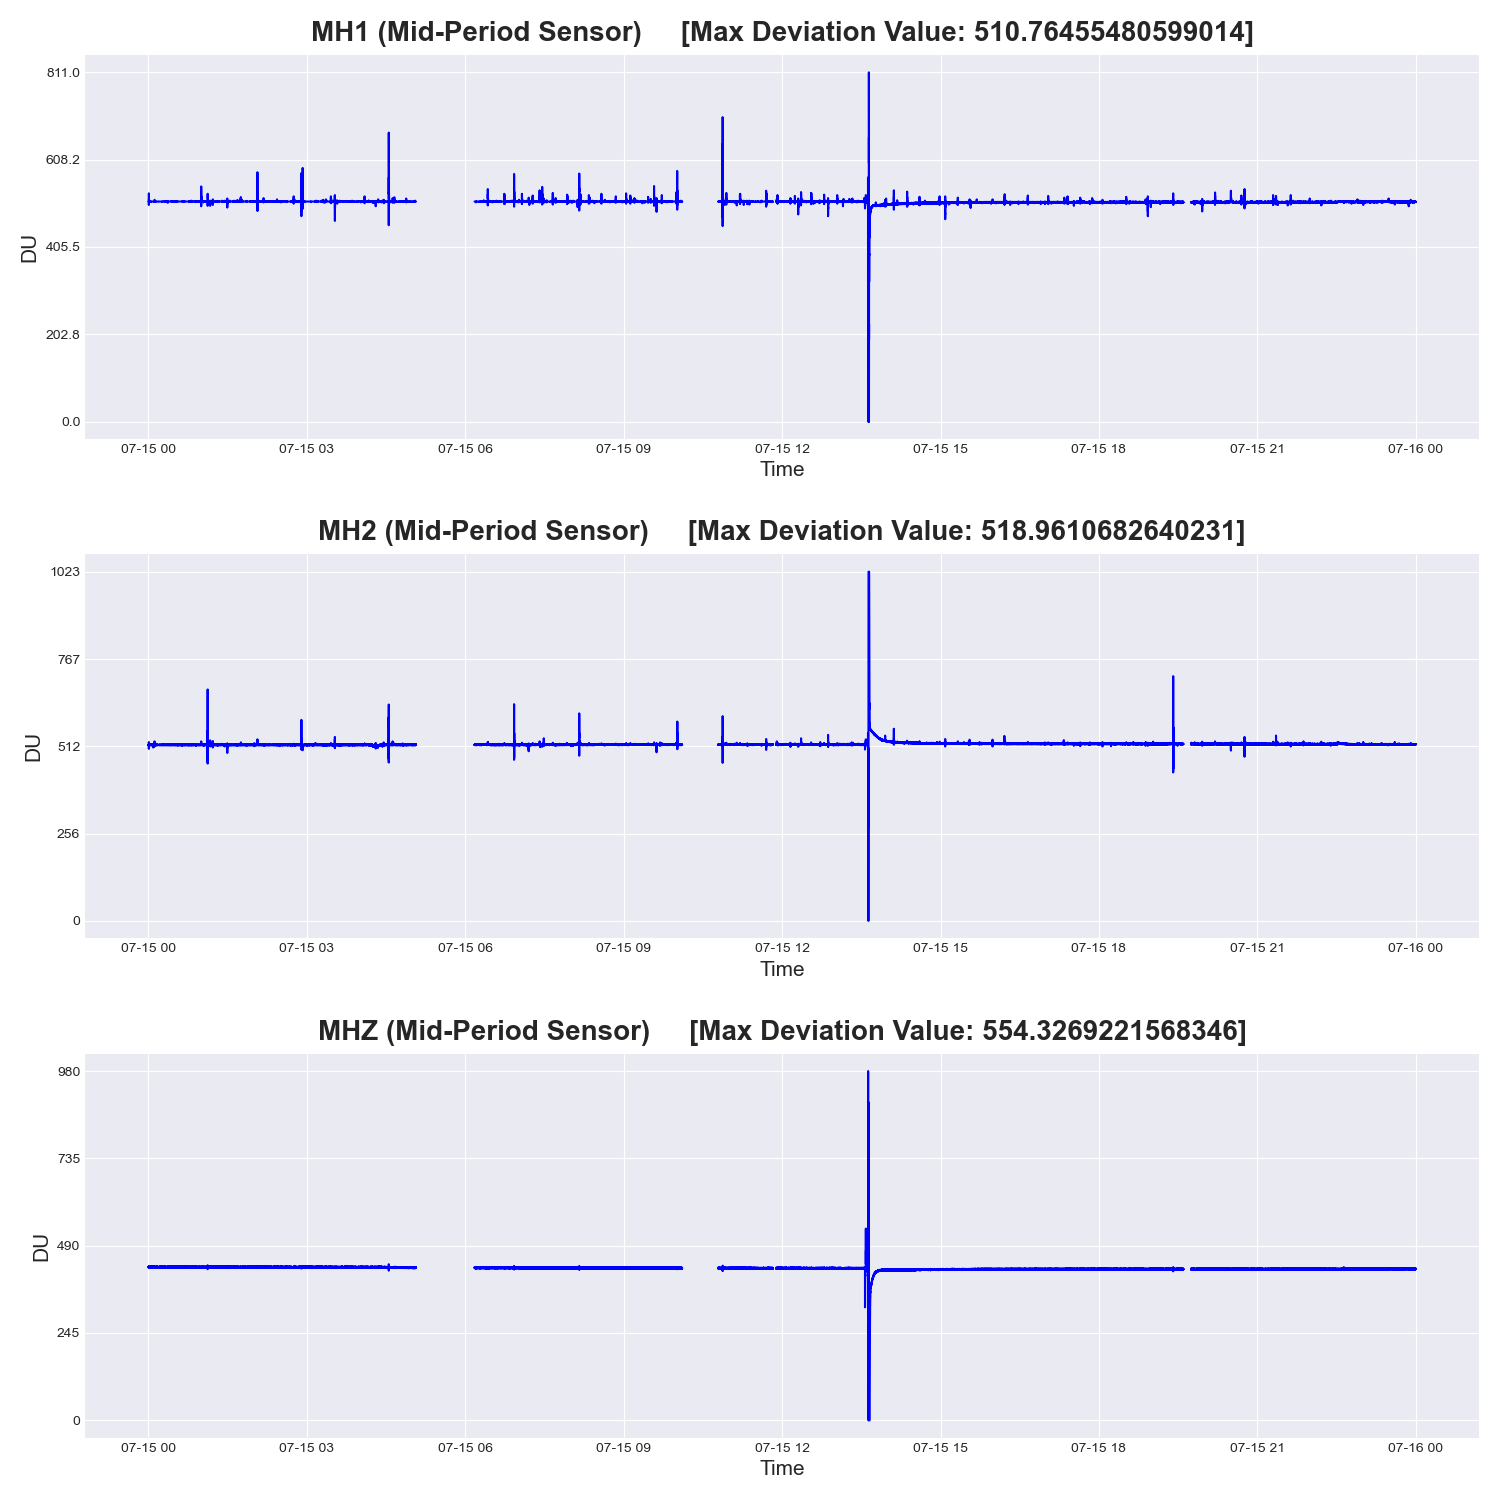 MH1 (Mid-Period Sensor) [Max Deviation Value: 510.76455480599014]
811.0
608.2
405.5
202.8
0.0
DU
07-15 00 07-15 03 07-15 06 07-15 09 07-15 12 07-15 15 07-15 18 07-15 21 07-16 00
Time
MH2 (Mid-Period Sensor) [Max Deviation Value: 518.9610682640231]
1023
767
512
256
0
DU
07-15 00 07-15 03 07-15 06 07-15 09 07-15 12 07-15 15 07-15 18 07-15 21 07-16 00
Time
MHZ (Mid-Period Sensor) [Max Deviation Value: 554.3269221568346]
980
735
490
245
0
DU
07-15 00 07-15 03 07-15 06 07-15 09 07-15 12 07-15 15 07-15 18 07-15 21 07-16 00
Time